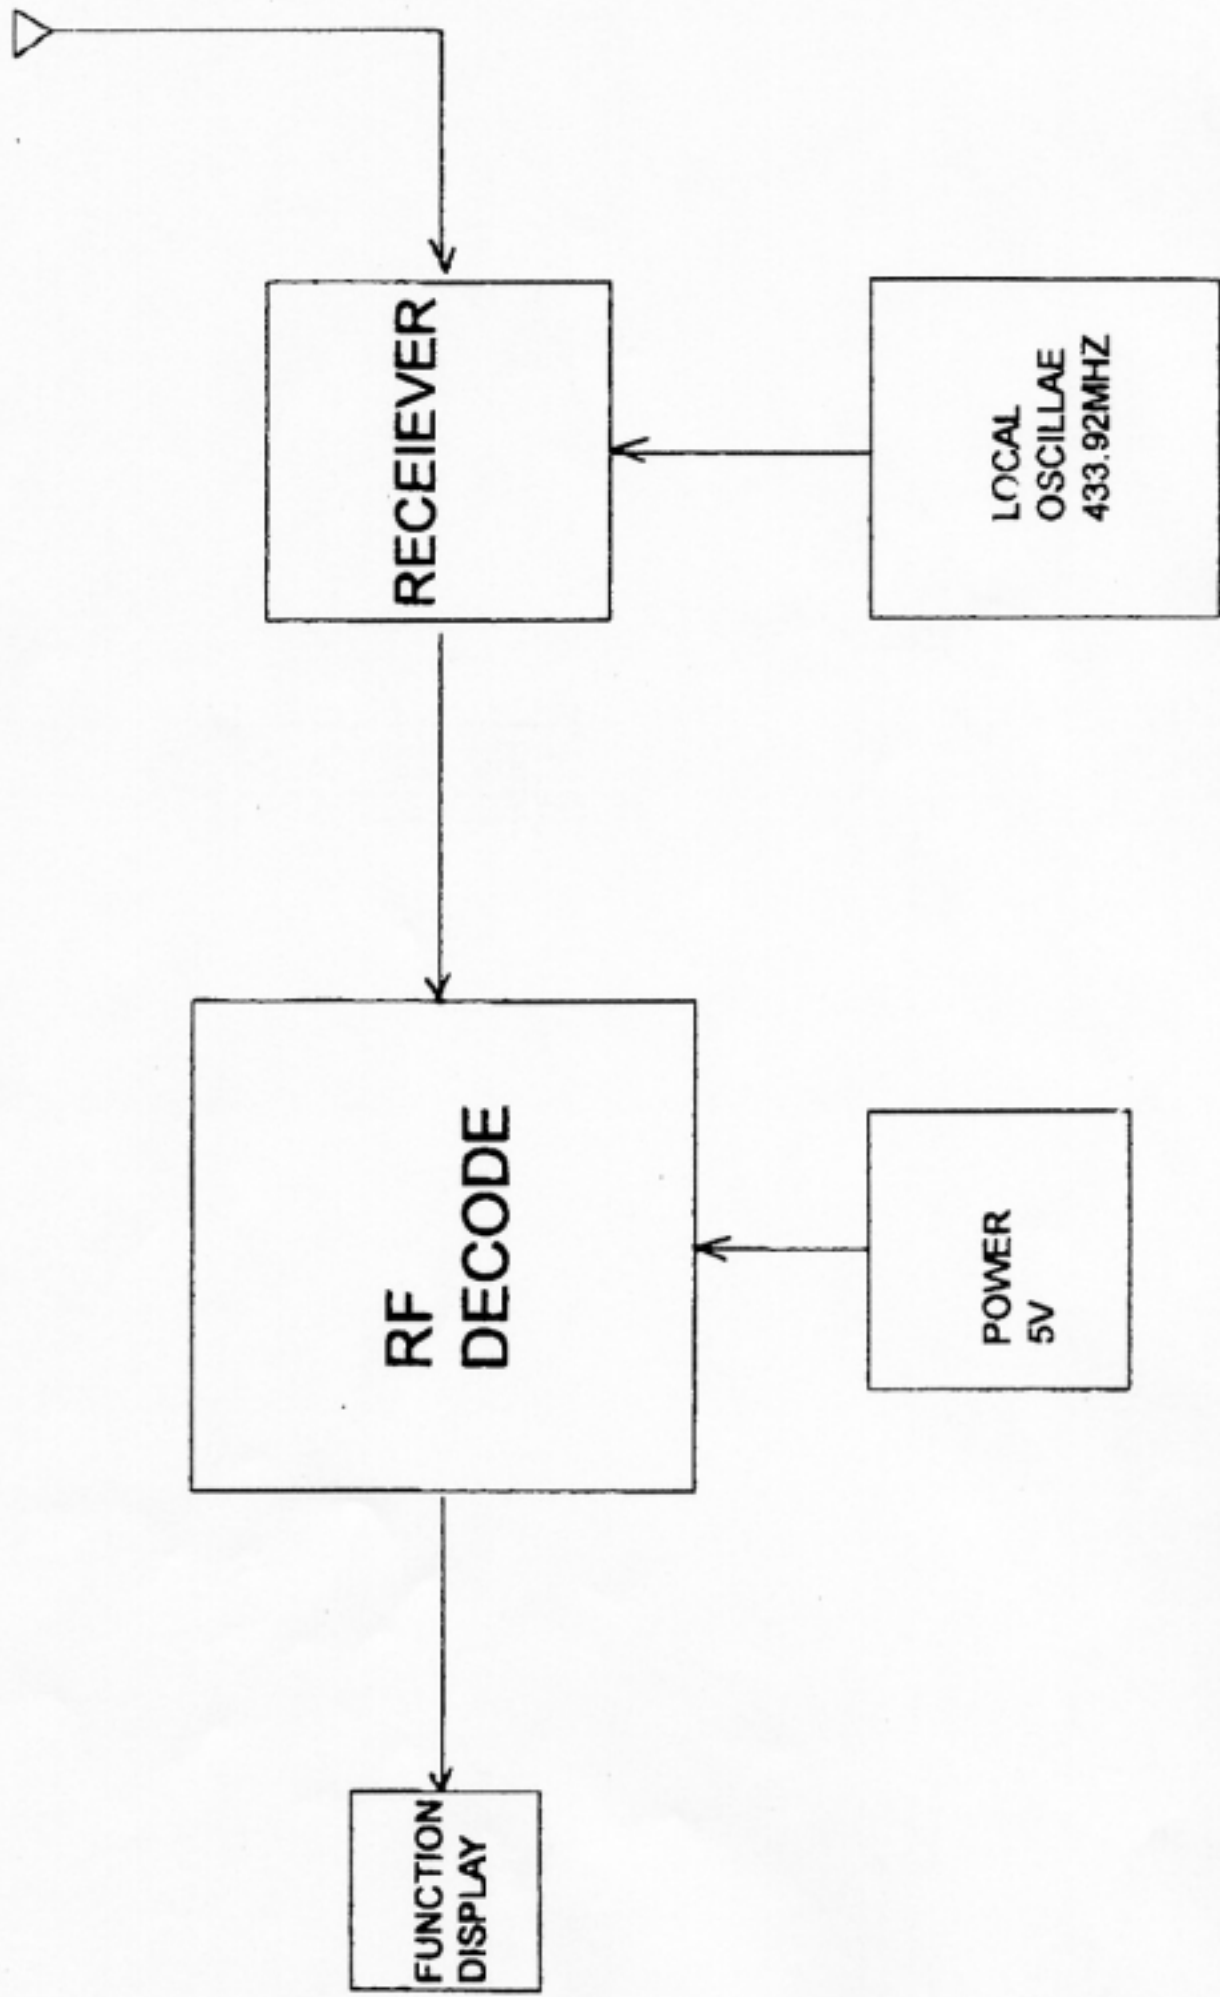 FUNCTION
DISPLAY
RF
DECODE
RECEIEVER
POWER
5V
LOCAL
OSCILLAE
433.92MHZ